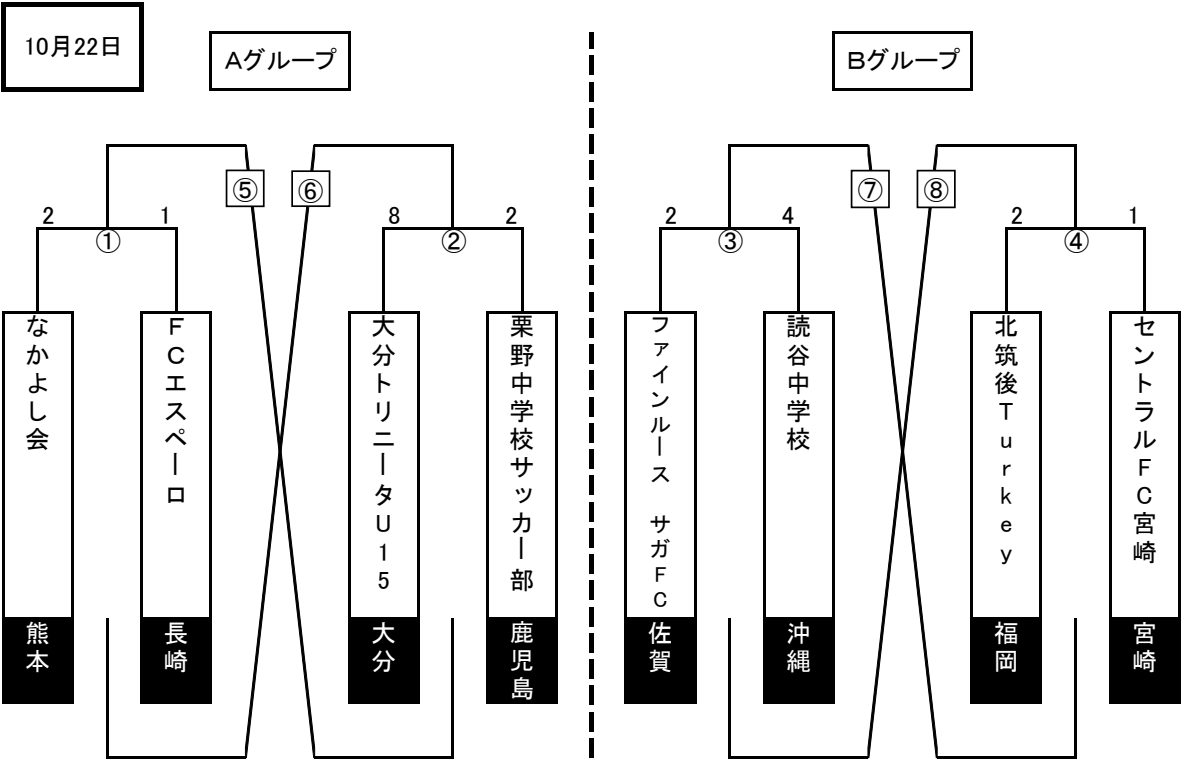 10月22日
Aグループ
Bグループ
⑤
⑥
⑦
⑧
2
1
①
8
2
②
2
4
③
2
1
④
なかよし会
熊本
FCエスペーロ
長崎
大分トリニータU15
大分
栗野中学校サッカー部
鹿児島
ファインルース サガFC
佐賀
読谷中学校
沖縄
北筑後Turkey
福岡
セントラルFC宮崎
宮崎